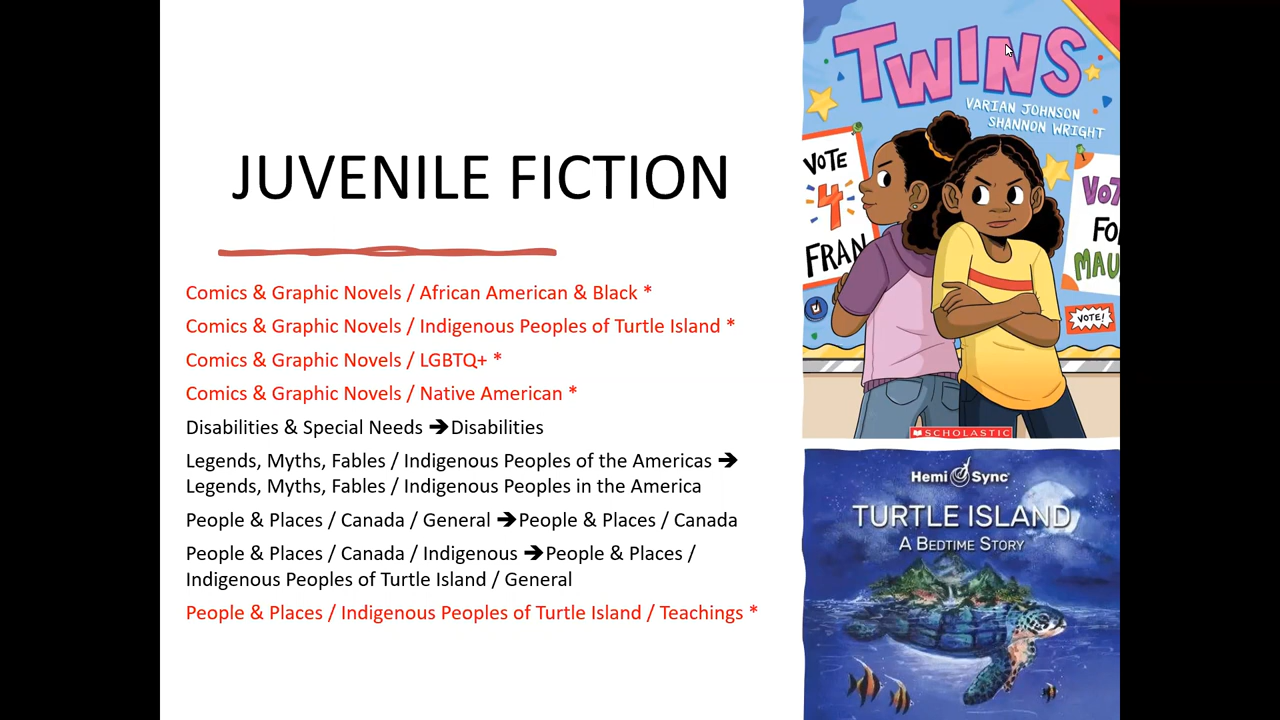 JUVENILE FICTION
Comics & Graphic Novels / African American & Black *
Comics & Graphic Novels / Indigenous Peoples of Turtle Island *
Comics & Graphic Novels / LGBTQ+ *
Comics & Graphic Novels / Native American *
Disabilities & Special Needs ➔Disabilities
Legends, Myths, Fables / Indigenous Peoples of the Americas ➔
Legends, Myths, Fables / Indigenous Peoples in the America
People & Places / Canada / General ➔People & Places / Canada
People & Places / Canada / Indigenous ➔People & Places /
Indigenous Peoples of Turtle Island / General
People & Places / Indigenous Peoples of Turtle Island / Teachings *
TWINS
VARIAN JOHNSON
SHANNON WRIGHT
VOTE
4
FRAN
VOT
FO
MAU
VOTE!
SCHOLASTIC
Hemi Sync®
TURTLE ISLAND
A BEDTIME STORY